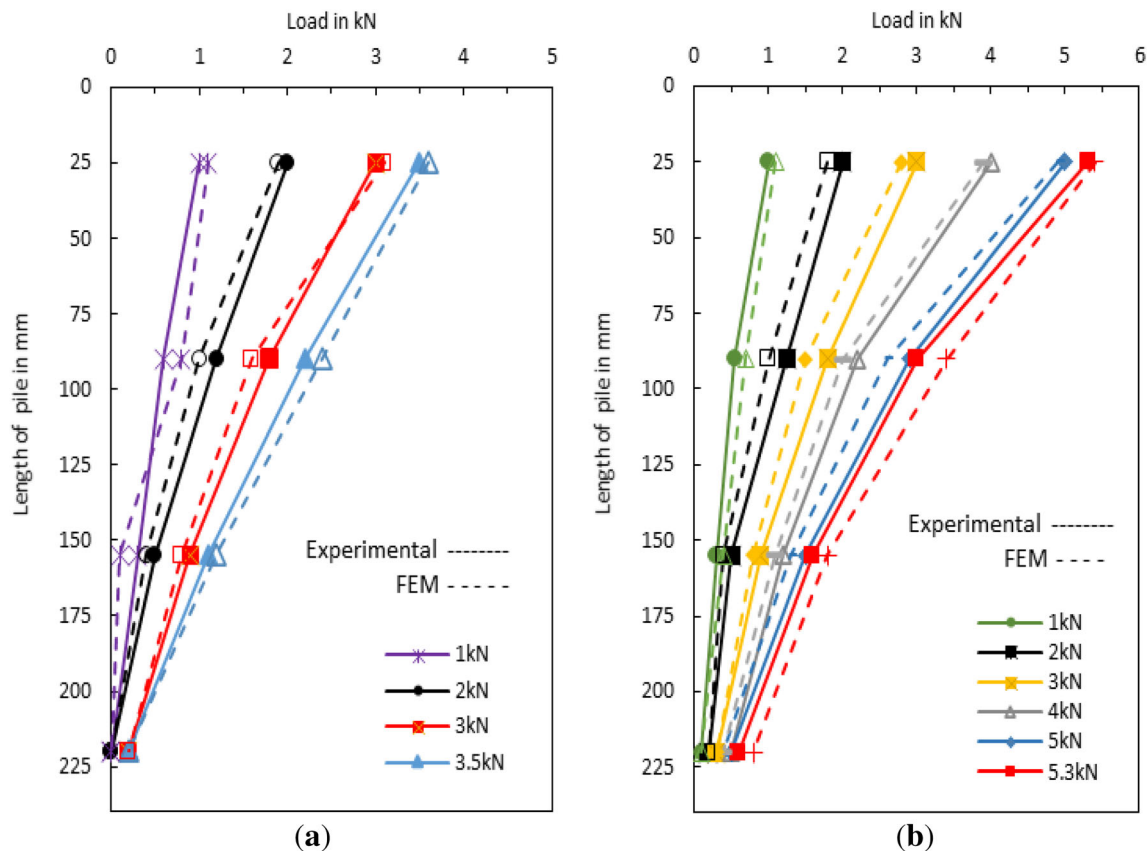 Load in kN
0 1 2 3 4 5
0
25
50
75
100
125
150
175
200
225
Length of pile in mm
Experimental
FEM
1kN
2kN
3kN
3.5kN
(a)
Load in kN
0 1 2 3 4 5 6
0
25
50
75
100
125
150
175
200
225
Length of pile in mm
Experimental
FEM
1kN
2kN
3kN
4kN
5kN
5.3kN
(b)